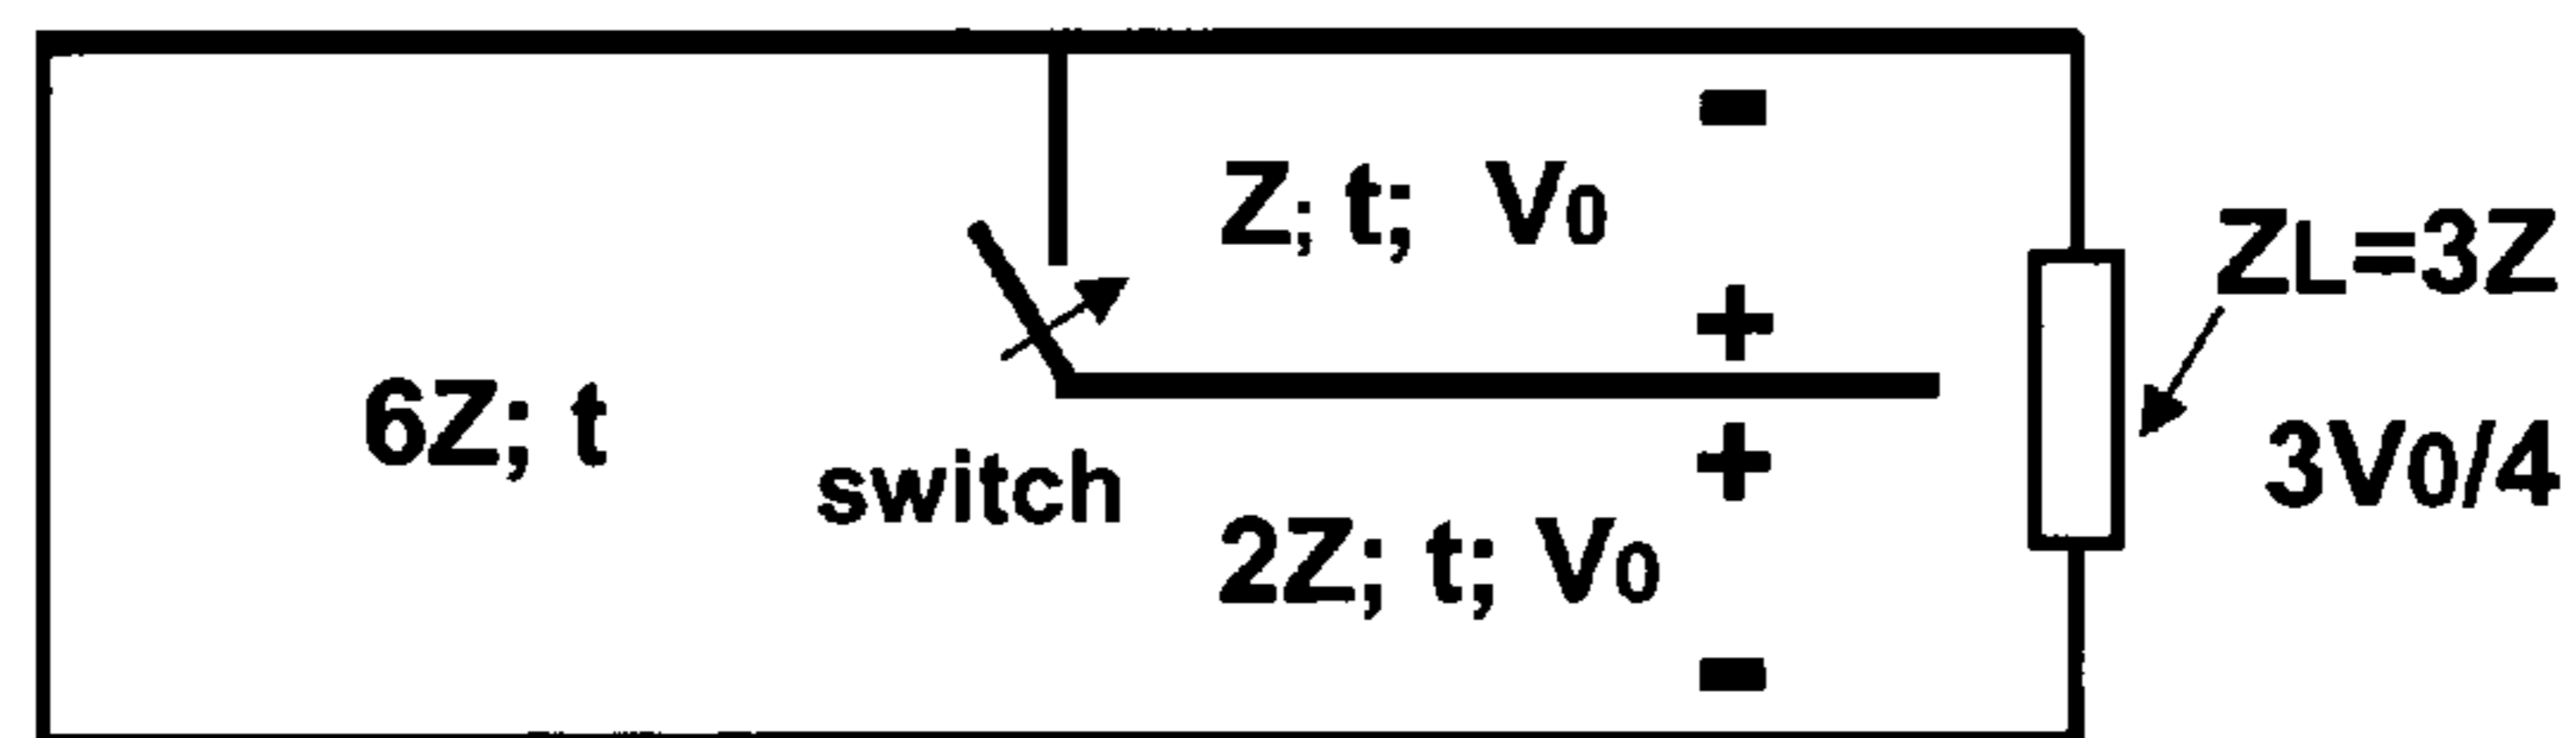 −
Z; t; V0
+
ZL=3Z
6Z; t
switch
+
3V0/4
2Z; t; V0
−